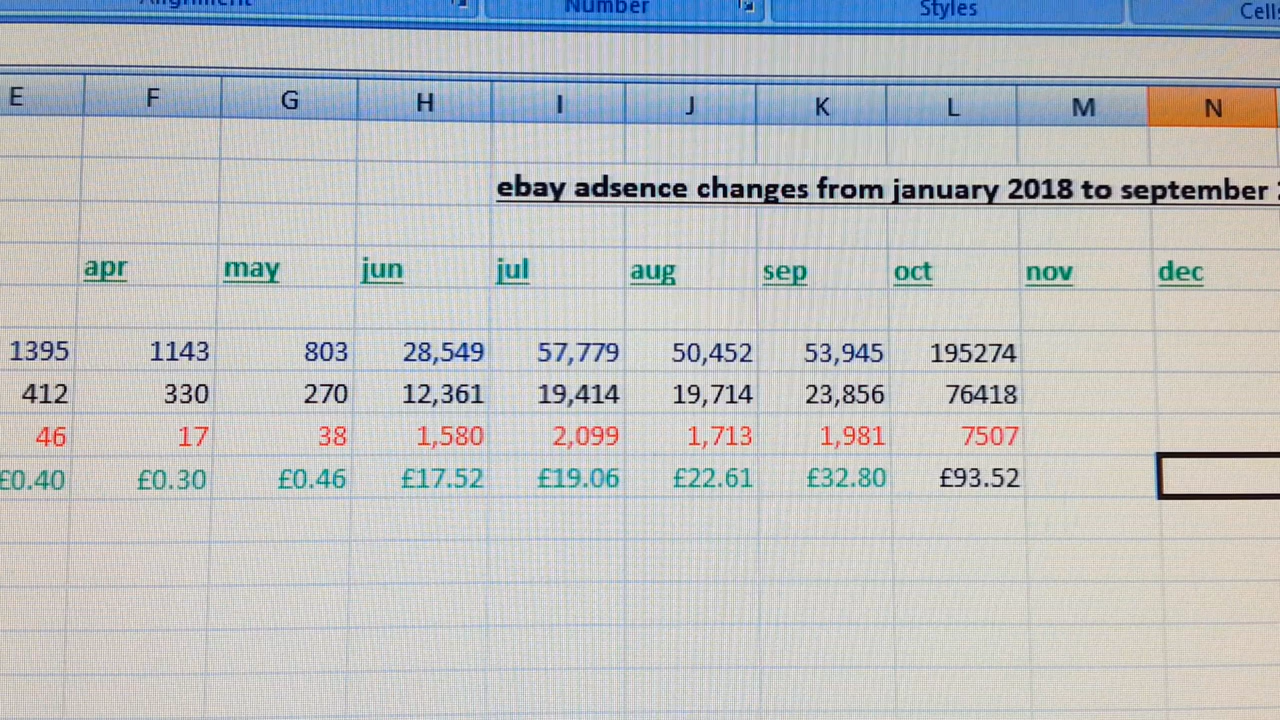 Alignment Number Styles Cells
E F G H I J K L M N
ebay adsence changes from january 2018 to september
apr may jun jul aug sep oct nov dec
1395 1143 803 28,549 57,779 50,452 53,945 195274
412 330 270 12,361 19,414 19,714 23,856 76418
46 17 38 1,580 2,099 1,713 1,981 7507
£0.40 £0.30 £0.46 £17.52 £19.06 £22.61 £32.80 £93.52